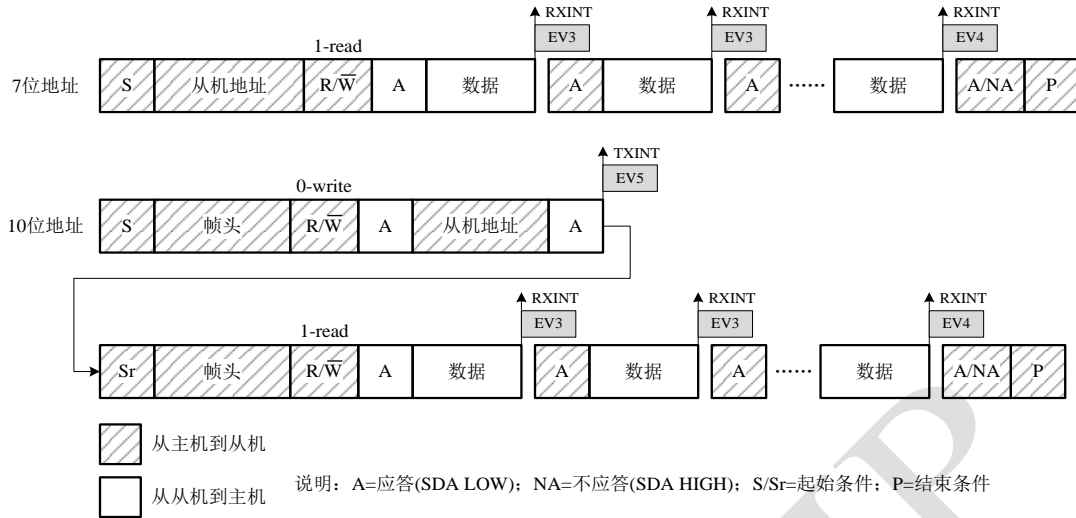 RXINT RXINT RXINT
EV3 EV3 EV4
1-read
7位地址 S 从机地址 R/W̅ A 数据 A 数据 A …… 数据 A/NA P
TXINT
EV5
0-write
10位地址 S 帧头 R/W̅ A 从机地址 A
RXINT RXINT RXINT
EV3 EV3 EV4
1-read
Sr 帧头 R/W̅ A 数据 A 数据 A …… 数据 A/NA P
从主机到从机
从从机到主机
说明：A=应答(SDA LOW)；NA=不应答(SDA HIGH)；S/Sr=起始条件；P=结束条件